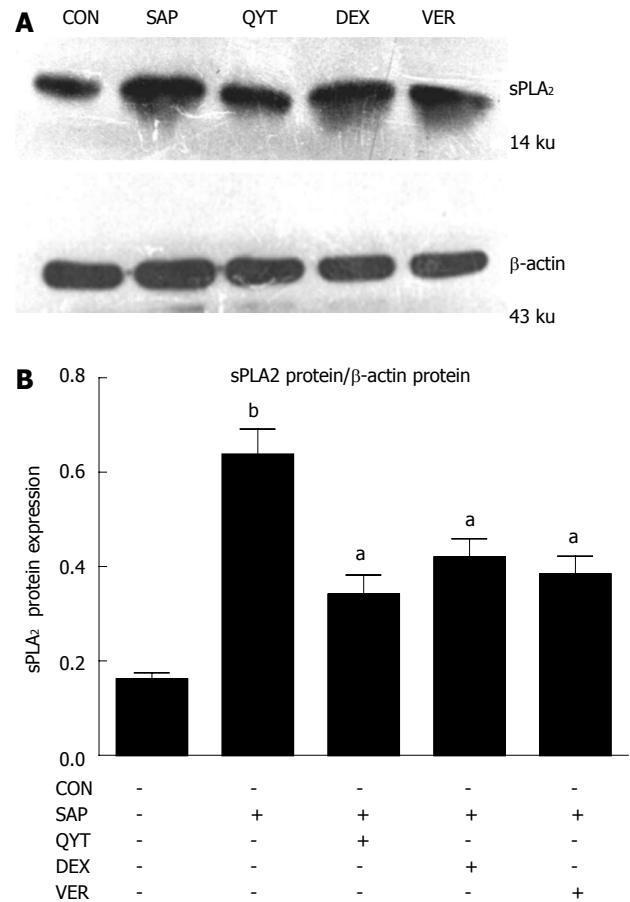 A
CON SAP QYT DEX VER
sPLA₂
14 ku
β-actin
43 ku
B
sPLA2 protein/β-actin protein
sPLA₂ protein expression
0.8
0.6
0.4
0.2
0.0
b
a
a
a
CON - - - - -
SAP - + + + +
QYT - - + - -
DEX - - - + -
VER - - - - +